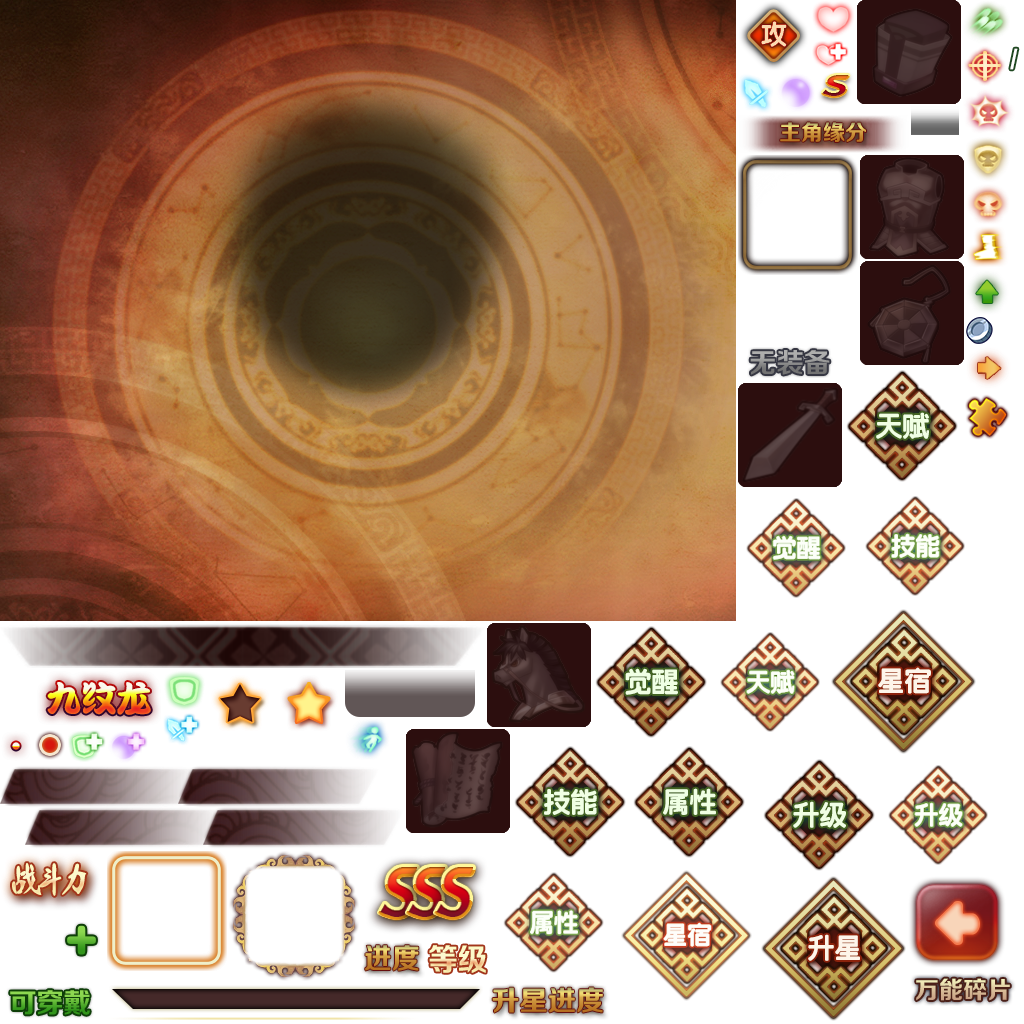 攻
S
主角缘分
无装备
天赋
觉醒
技能
九纹龙
觉醒
天赋
星宿
技能
属性
升级
升级
战斗力
SSS
进度
等级
属性
星宿
升星
可穿戴
升星进度
万能碎片